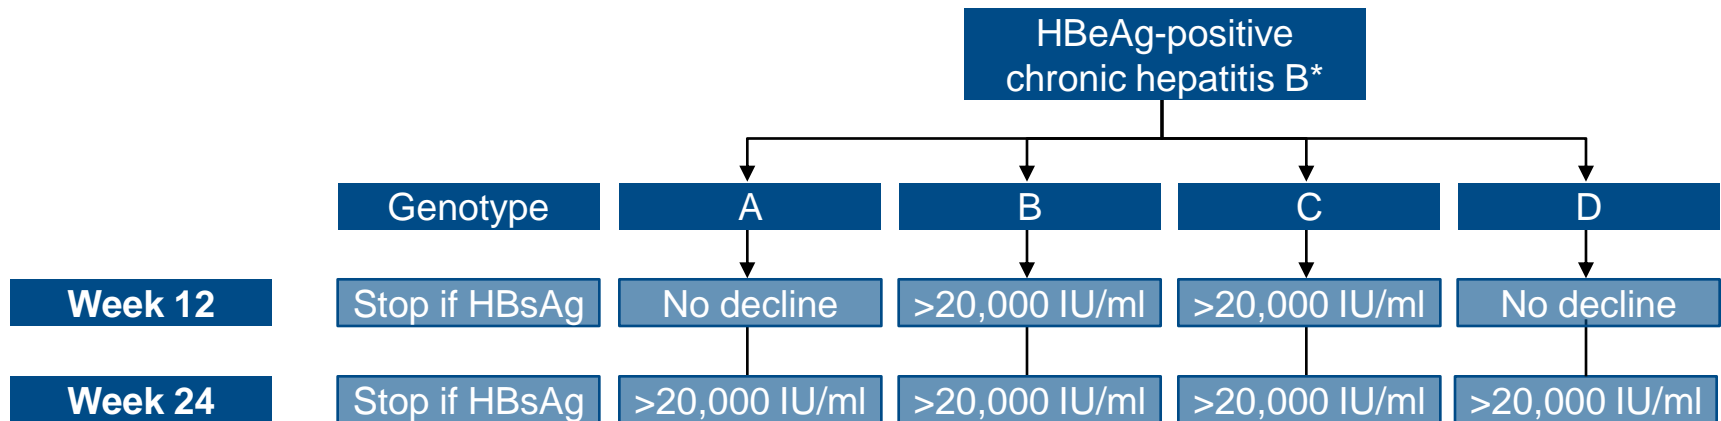 HBeAg-positive
chronic hepatitis B*
Genotype A B C D
Week 12 Stop if HBsAg No decline >20,000 IU/ml >20,000 IU/ml No decline
Week 24 Stop if HBsAg >20,000 IU/ml >20,000 IU/ml >20,000 IU/ml >20,000 IU/ml